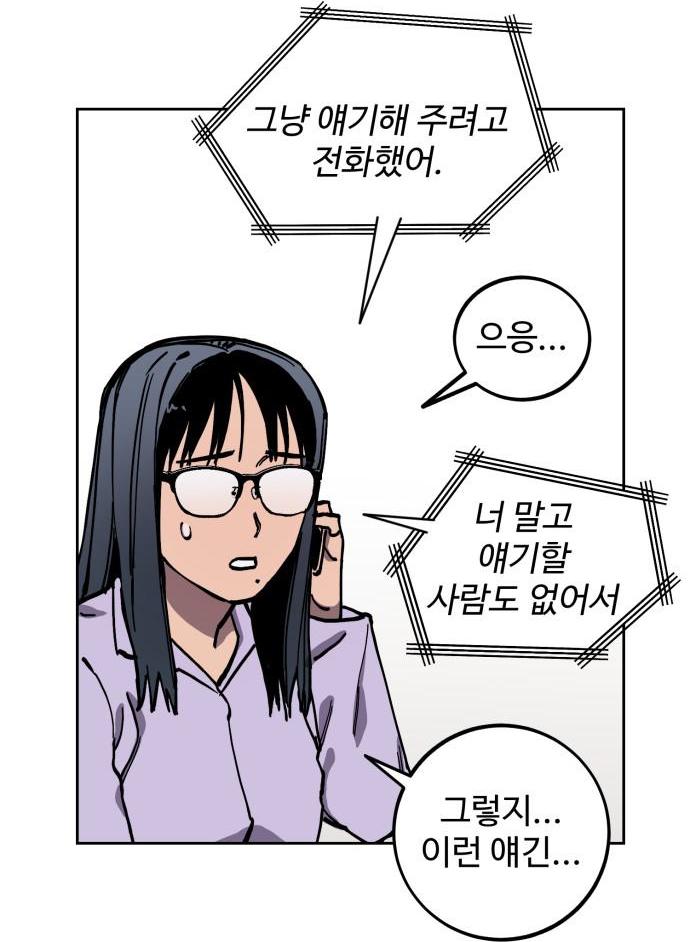 그냥 얘기해 주려고
전화했어.
으응...
너 말고
얘기할
사람도 없어서
그렇지...
이런 얘긴...